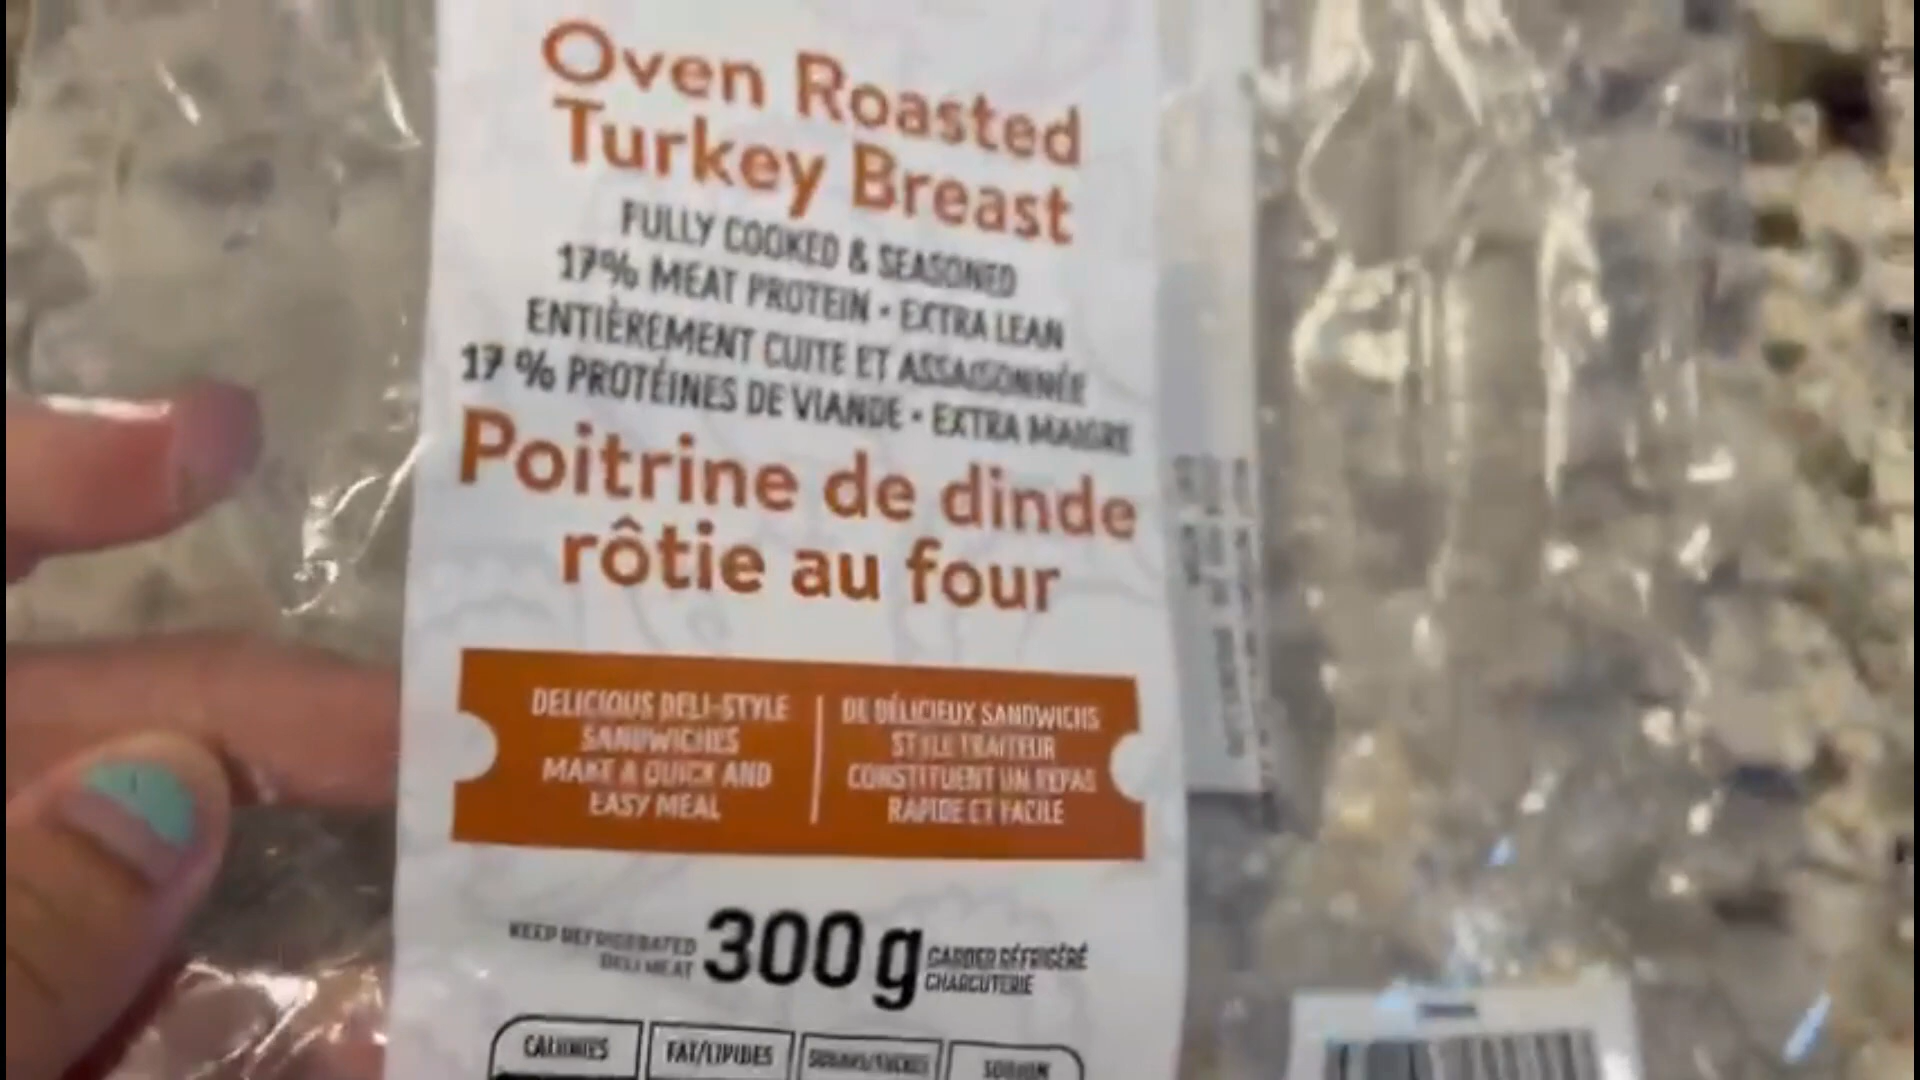 Oven Roasted
Turkey Breast
FULLY COOKED & SEASONED
17% MEAT PROTEIN • EXTRA LEAN
ENTIÈREMENT CUITE ET ASSAISONNÉE
17 % PROTÉINES DE VIANDE • EXTRA MAIGRE
Poitrine de dinde
rôtie au four
DELICIOUS DELI-STYLE
SANDWICHES
MAKE A QUICK AND
EASY MEAL
DE DÉLICIEUX SANDWICHS
STYLE TRAITEUR
CONSTITUENT UN REPAS
RAPIDE ET FACILE
KEEP REFRIGERATED
DELI MEAT
300 g
GARDER RÉFRIGÉRÉ
CHARCUTERIE
CALORIES
FAT/LIPIDES
SUGARS/SUCRES
SODIUM